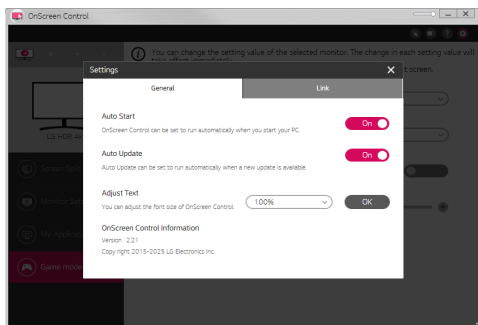 OnScreen Control
You can change the setting value of the selected monitor. The change in each setting value will
take effect immediately
t screen.
Settings
General
Link
Auto Start
On
OnScreen Control can be set to run automatically when you start your PC.
Auto Update
On
Auto Update can be set to run automatically when a new update is available.
Adjust Text
100%
OK
You can adjust the font size of OnScreen Control.
OnScreen Control Information
Version : 2.21
Copy right 2015-2025 LG Electronics Inc.
LG HDR
Screen Split
Monitor Sett
My Applicat
Game mode